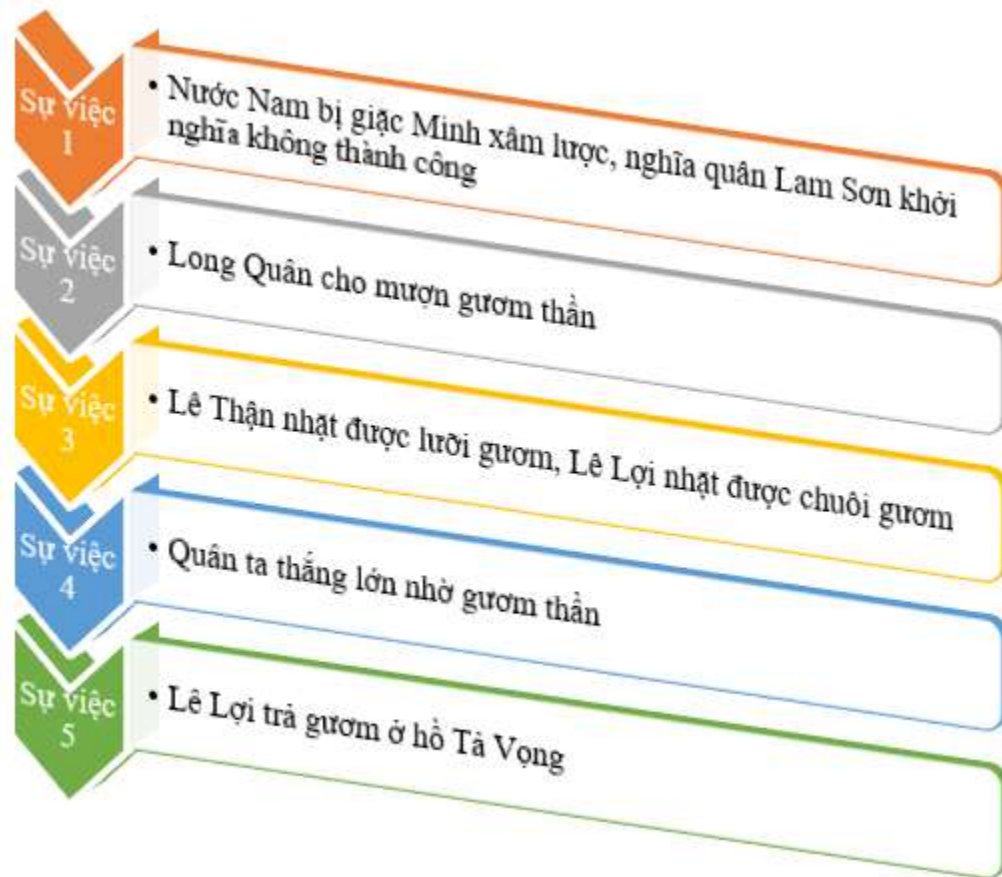 Sự việc
1
• Nước Nam bị giặc Minh xâm lược, nghĩa quân Lam Sơn khởi
nghĩa không thành công
Sự việc
2
• Long Quân cho mượn gươm thần
Sự việc
3
• Lê Thận nhặt được lưỡi gươm, Lê Lợi nhặt được chuôi gươm
Sự việc
4
• Quân ta thắng lớn nhờ gươm thần
Sự việc
5
• Lê Lợi trả gươm ở hồ Tả Vọng